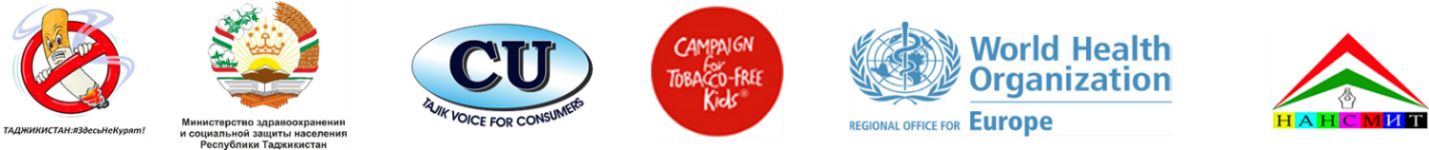 ТАДЖИКИСТАН:#ЗдесьНеКурят!
Министерство здравоохранения
и социальной защиты населения
Республики Таджикистан
CU
TAJIK VOICE FOR CONSUMERS
CAMPAIGN
for
TOBACCO-FREE
Kids®
World Health
Organization
REGIONAL OFFICE FOR Europe
НАНСМИТ